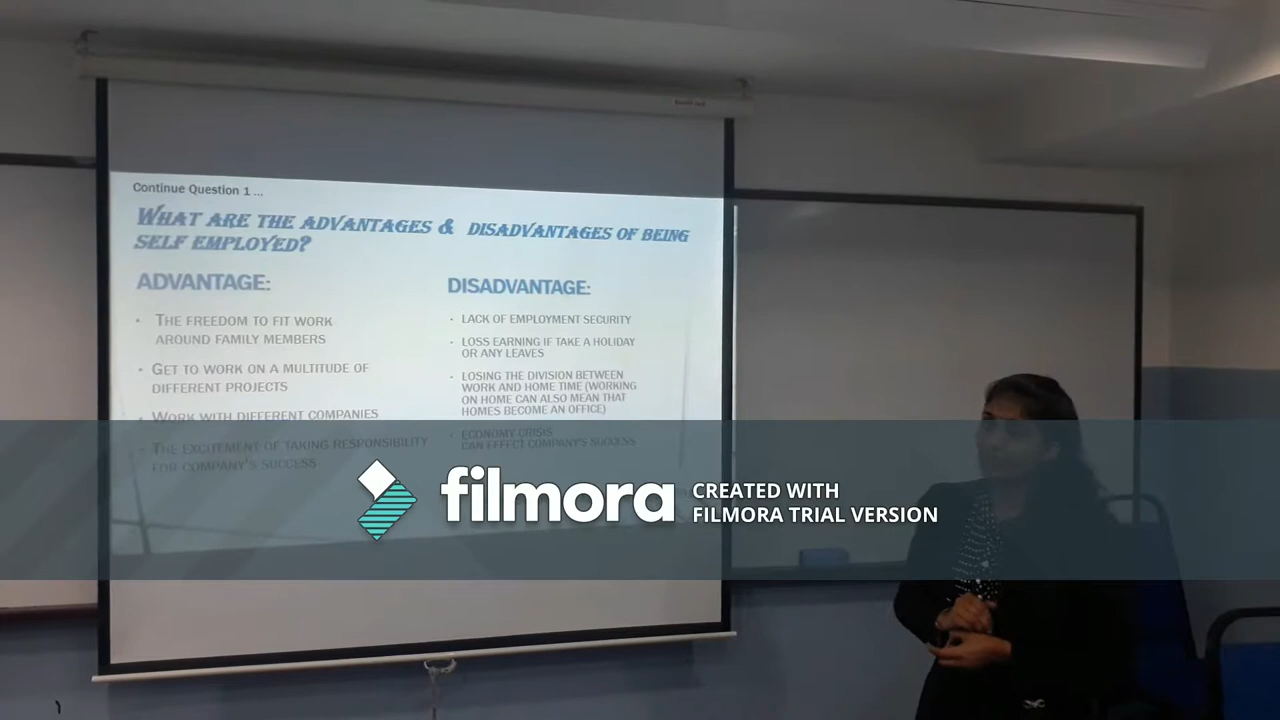 Continue Question 1 ...
WHAT ARE THE ADVANTAGES & DISADVANTAGES OF BEING
SELF EMPLOYED?
ADVANTAGE:
• THE FREEDOM TO FIT WORK
AROUND FAMILY MEMBERS
• GET TO WORK ON A MULTITUDE OF
DIFFERENT PROJECTS
• WORK WITH DIFFERENT COMPANIES
• THE EXCITEMENT OF TAKING RESPONSIBILITY
FOR COMPANY'S SUCCESS
DISADVANTAGE:
• LACK OF EMPLOYMENT SECURITY
• LOSS EARNING IF TAKE A HOLIDAY
OR ANY LEAVES
• LOSING THE DIVISION BETWEEN
WORK AND HOME TIME (WORKING
ON HOME CAN ALSO MEAN THAT
HOMES BECOME AN OFFICE)
• ECONOMY CRISIS
CAN EFFECT COMPANY'S SUCCESS
filmora
CREATED WITH
FILMORA TRIAL VERSION